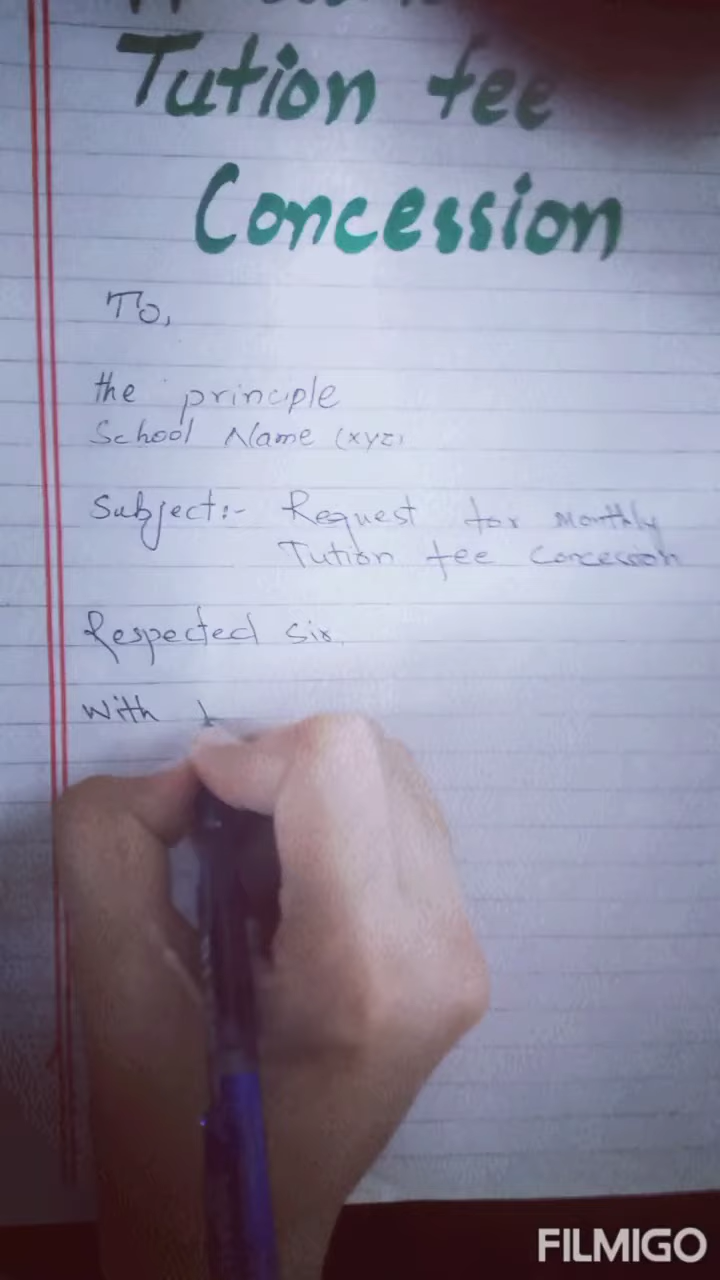 Tution fee
Concession
To,
the principle
School Name (xyz)
Subject:- Request for Monthly
Tution fee Concession
Respected Sir,
With
FILMIGO